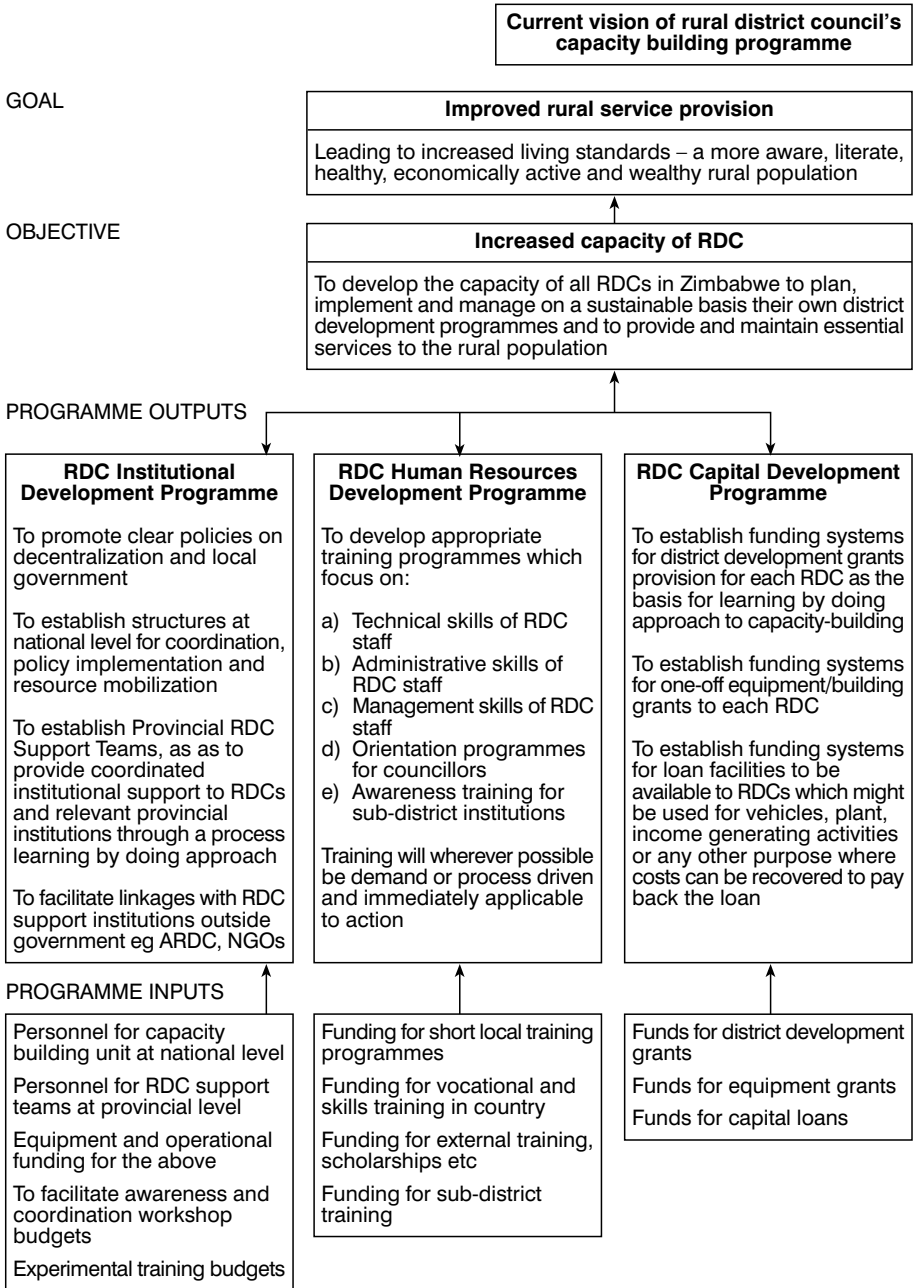 Current vision of rural district council's
capacity building programme
GOAL
Improved rural service provision
Leading to increased living standards – a more aware, literate,
healthy, economically active and wealthy rural population
OBJECTIVE
Increased capacity of RDC
To develop the capacity of all RDCs in Zimbabwe to plan,
implement and manage on a sustainable basis their own district
development programmes and to provide and maintain essential
services to the rural population
PROGRAMME OUTPUTS
RDC Institutional
Development Programme
To promote clear policies on
decentralization and local
government
To establish structures at
national level for coordination,
policy implementation and
resource mobilization
To establish Provincial RDC
Support Teams, as as to
provide coordinated
institutional support to RDCs
and relevant provincial
institutions through a process
learning by doing approach
To facilitate linkages with RDC
support institutions outside
government eg ARDC, NGOs
RDC Human Resources
Development Programme
To develop appropriate
training programmes which
focus on:
a) Technical skills of RDC
staff
b) Administrative skills of
RDC staff
c) Management skills of RDC
staff
d) Orientation programmes
for councillors
e) Awareness training for
sub-district institutions
Training will wherever possible
be demand or process driven
and immediately applicable
to action
RDC Capital Development
Programme
To establish funding systems
for district development grants
provision for each RDC as the
basis for learning by doing
approach to capacity-building
To establish funding systems
for one-off equipment/building
grants to each RDC
To establish funding systems
for loan facilities to be
available to RDCs which might
be used for vehicles, plant,
income generating activities
or any other purpose where
costs can be recovered to pay
back the loan
PROGRAMME INPUTS
Personnel for capacity
building unit at national level
Personnel for RDC support
teams at provincial level
Equipment and operational
funding for the above
To facilitate awareness and
coordination workshop
budgets
Experimental training budgets
Funding for short local training
programmes
Funding for vocational and
skills training in country
Funding for external training,
scholarships etc
Funding for sub-district
training
Funds for district development
grants
Funds for equipment grants
Funds for capital loans